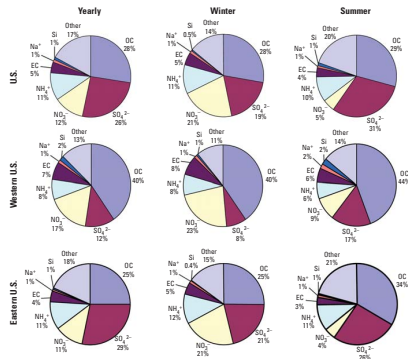 Yearly
Winter
Summer
U.S.
Si
1%
Other
17%
OC
28%
SO₄²⁻
26%
NO₃⁻
12%
NH₄⁺
11%
EC
5%
Na⁺
1%
Si
0.5%
Other
14%
OC
28%
SO₄²⁻
19%
NO₃⁻
21%
NH₄⁺
11%
EC
5%
Na⁺
1%
Si
1%
Other
20%
OC
29%
SO₄²⁻
31%
NO₃⁻
5%
NH₄⁺
10%
EC
4%
Na⁺
1%
Western U.S.
Si
2%
Other
13%
OC
40%
SO₄²⁻
12%
NO₃⁻
17%
NH₄⁺
8%
EC
7%
Na⁺
1%
Si
1%
Other
11%
OC
40%
SO₄²⁻
8%
NO₃⁻
23%
NH₄⁺
8%
EC
8%
Na⁺
1%
Si
2%
Other
14%
OC
44%
SO₄²⁻
17%
NO₃⁻
9%
NH₄⁺
6%
EC
6%
Na⁺
2%
Eastern U.S.
Si
1%
Other
18%
OC
25%
SO₄²⁻
29%
NO₃⁻
11%
NH₄⁺
11%
EC
4%
Na⁺
1%
Si
0.4%
Other
15%
OC
25%
SO₄²⁻
21%
NO₃⁻
21%
NH₄⁺
12%
EC
5%
Na⁺
1%
Si
1%
Other
21%
OC
34%
SO₄²⁻
26%
NO₃⁻
4%
NH₄⁺
11%
EC
3%
Na⁺
1%